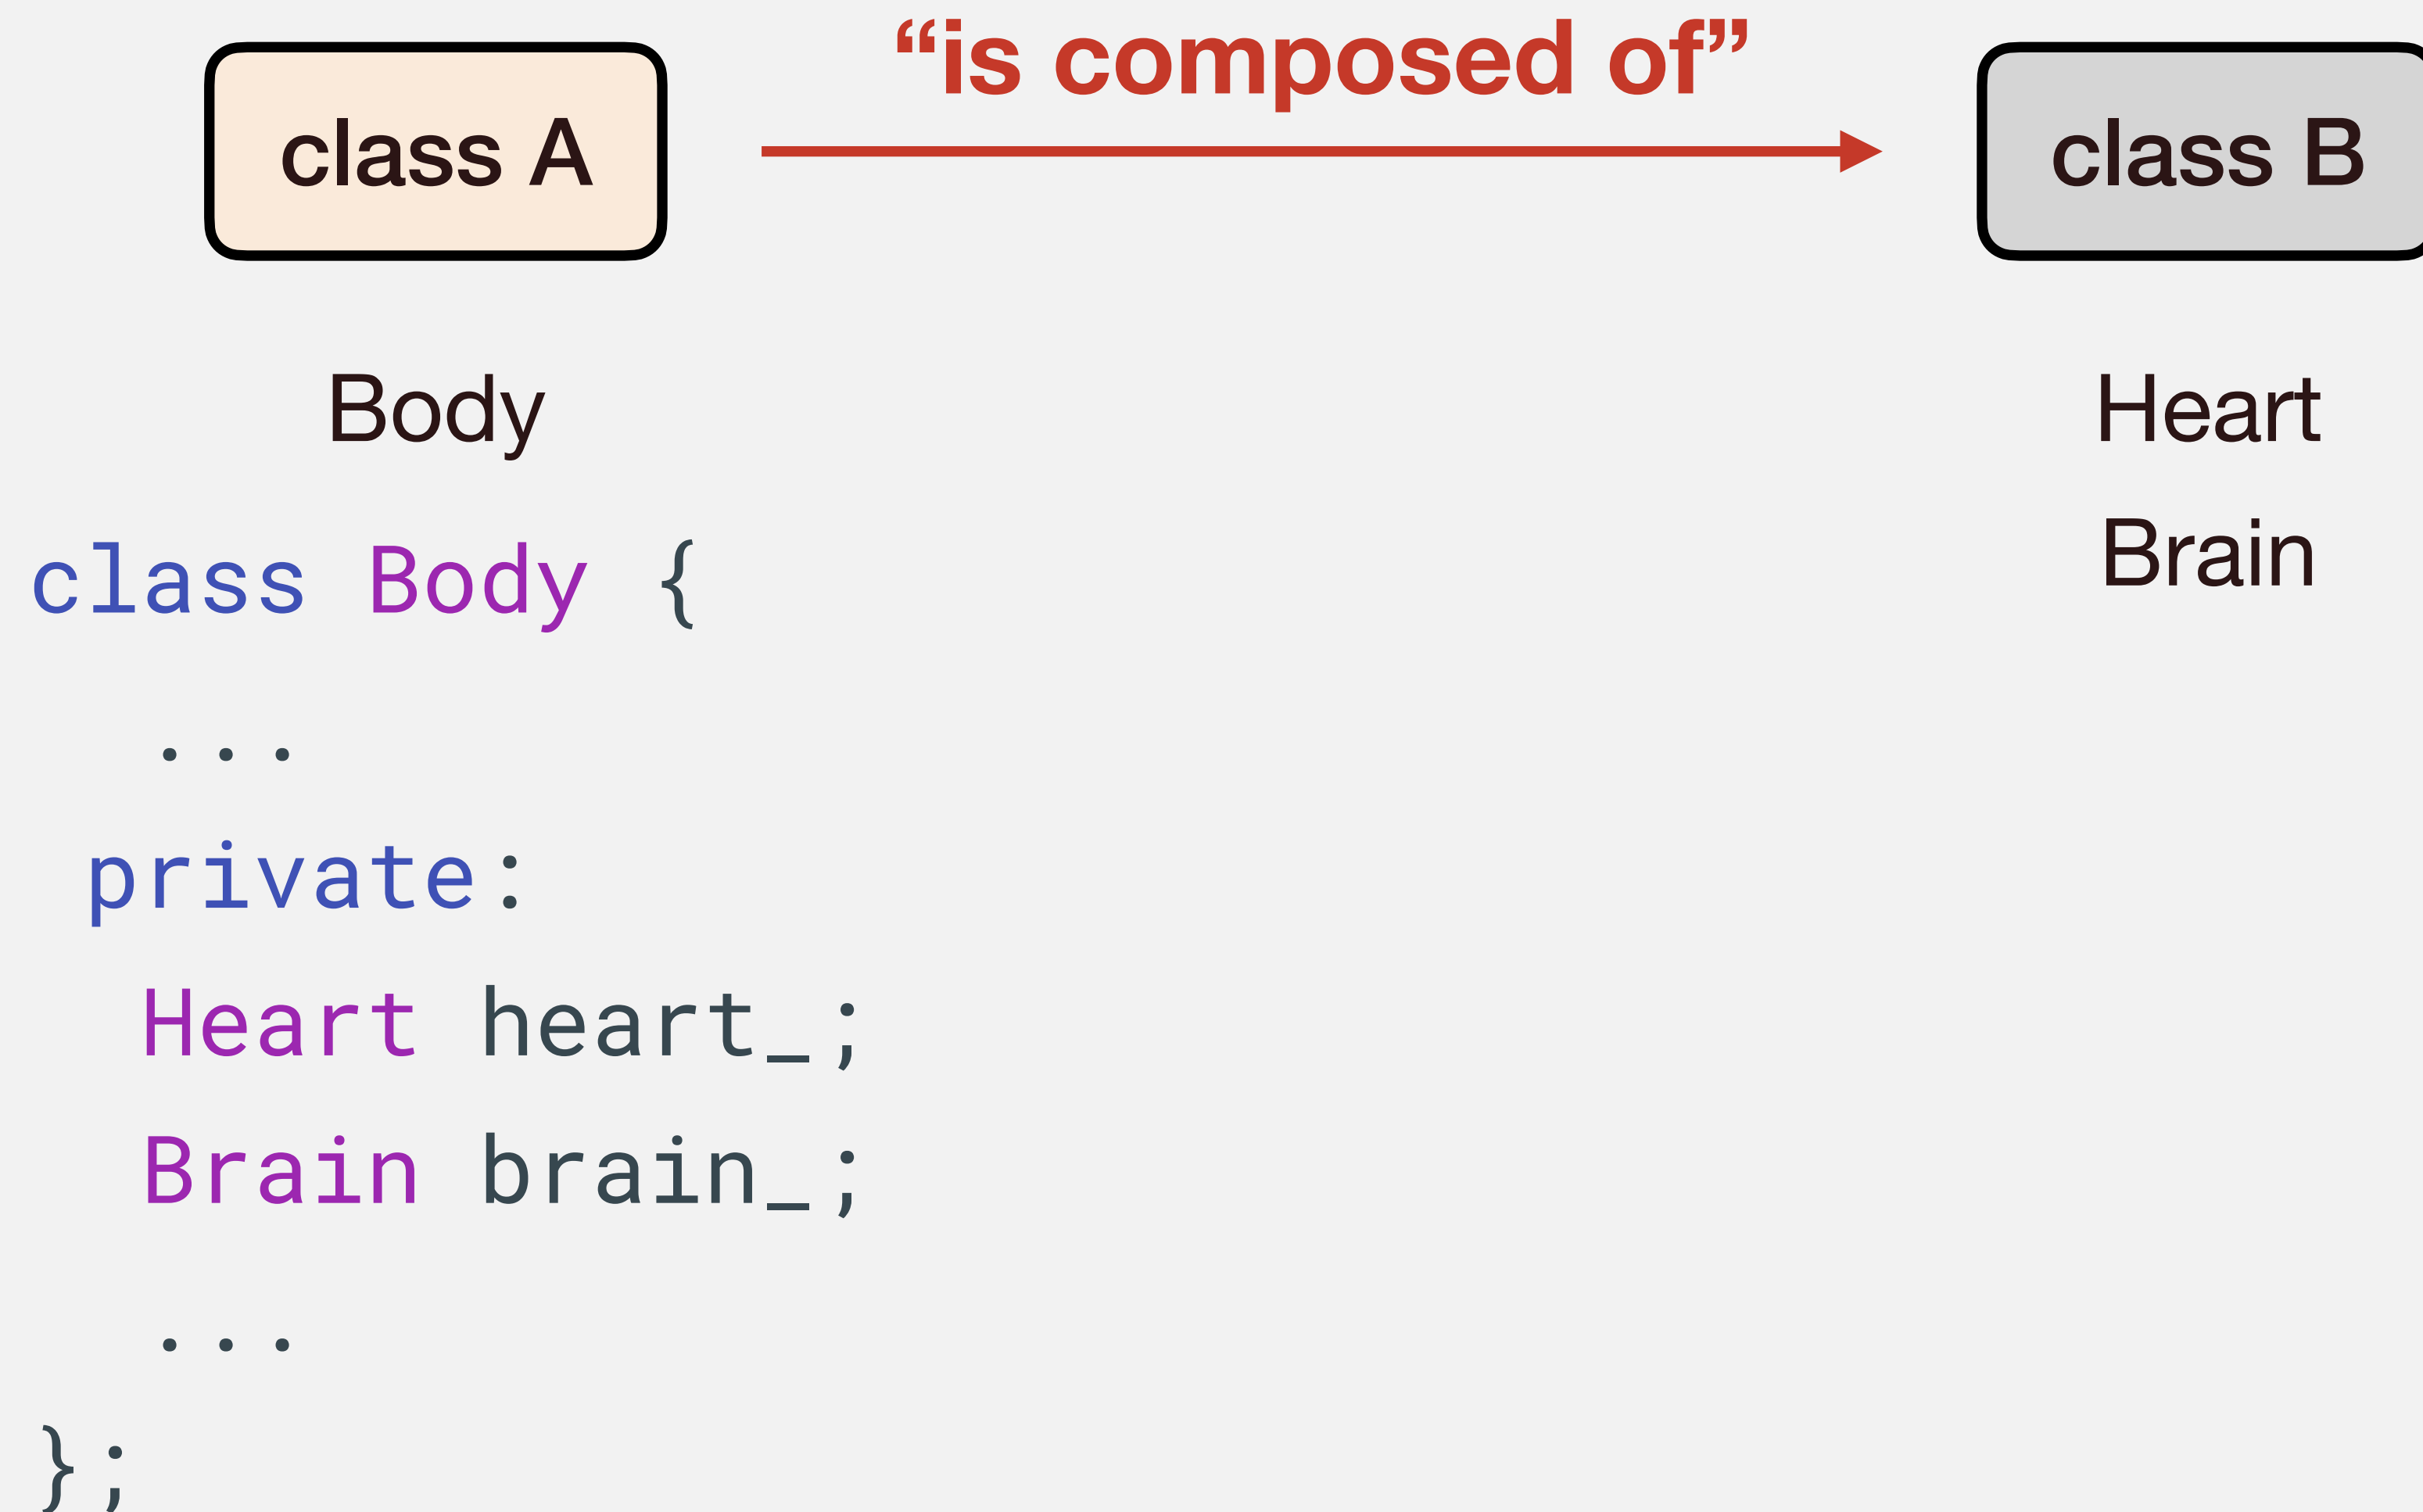 “is composed of”
class A
class B
Body
Heart
Brain
class Body {
...
private:
Heart heart_;
Brain brain_;
...
};